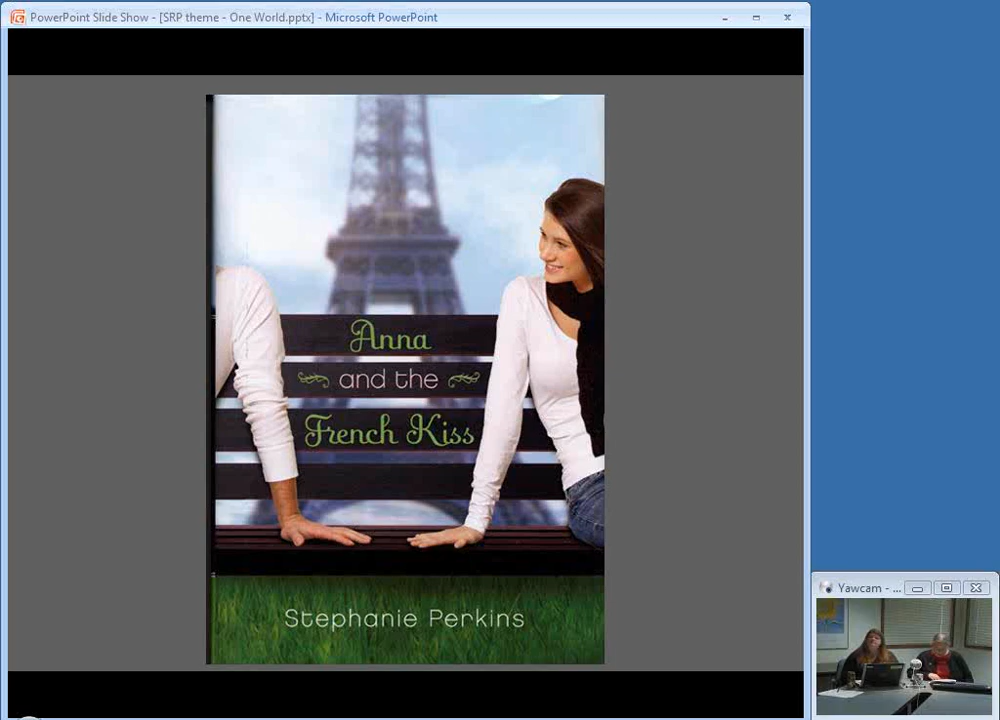 PowerPoint Slide Show - [SRP theme - One World.pptx] - Microsoft PowerPoint
Anna
and the
French Kiss
Stephanie Perkins
Yawcam - ...